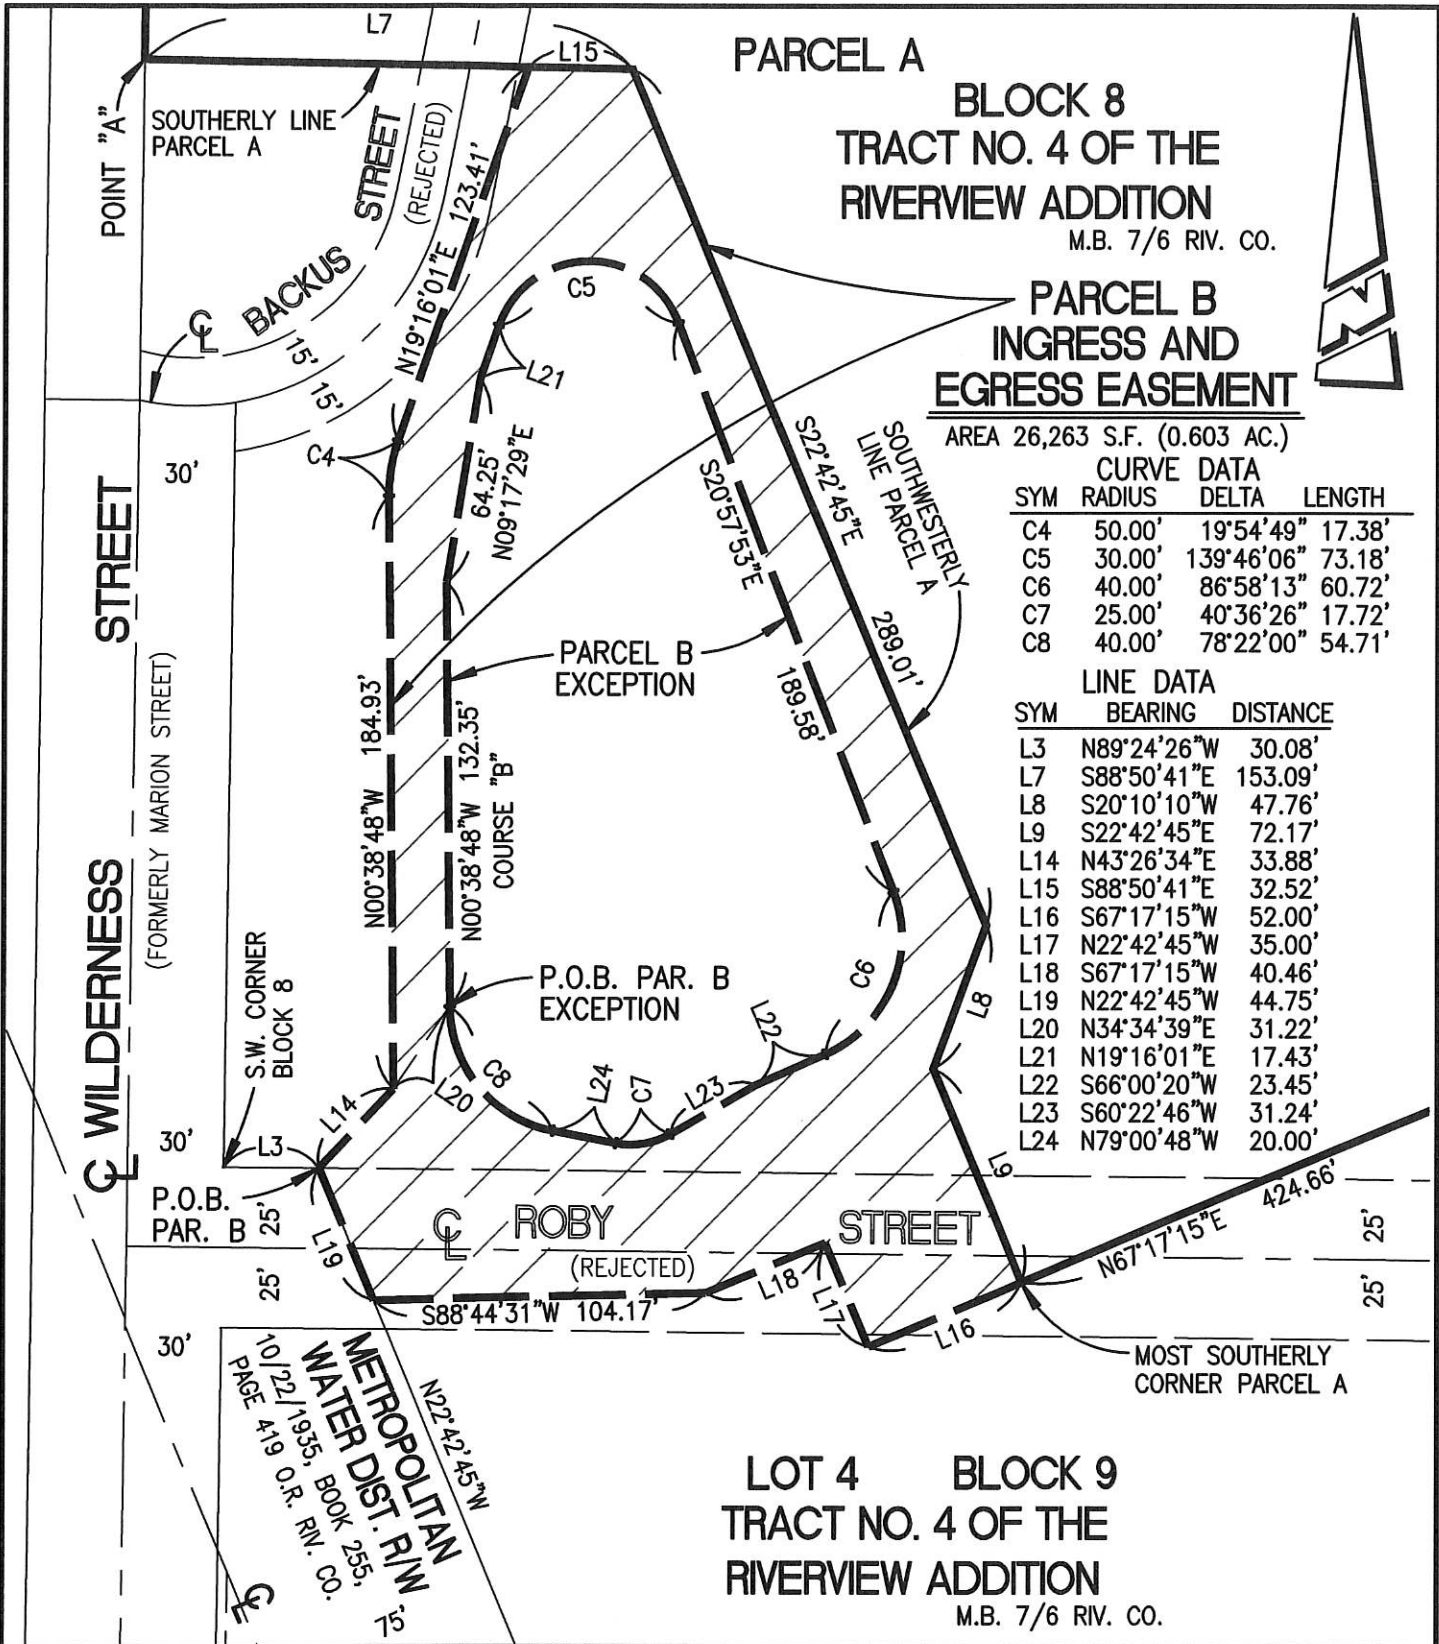 L7
L15
PARCEL A
BLOCK 8
TRACT NO. 4 OF THE
RIVERVIEW ADDITION
M.B. 7/6 RIV. CO.
POINT "A"
SOUTHERLY LINE
PARCEL A
BACKUS STREET
(REJECTED)
℄
15'
15'
N19°16'01"E 123.41'
C5
L21
C4
30'
PARCEL B
INGRESS AND
EGRESS EASEMENT
AREA 26,263 S.F. (0.603 AC.)
CURVE DATA
SYM RADIUS DELTA LENGTH
C4 50.00' 19°54'49" 17.38'
C5 30.00' 139°46'06" 73.18'
C6 40.00' 86°58'13" 60.72'
C7 25.00' 40°36'26" 17.72'
C8 40.00' 78°22'00" 54.71'
LINE DATA
SYM BEARING DISTANCE
L3 N89°24'26"W 30.08'
L7 S88°50'41"E 153.09'
L8 S20°10'10"W 47.76'
L9 S22°42'45"E 72.17'
L14 N43°26'34"E 33.88'
L15 S88°50'41"E 32.52'
L16 S67°17'15"W 52.00'
L17 N22°42'45"W 35.00'
L18 S67°17'15"W 40.46'
L19 N22°42'45"W 44.75'
L20 N34°34'39"E 31.22'
L21 N19°16'01"E 17.43'
L22 S66°00'20"W 23.45'
L23 S60°22'46"W 31.24'
L24 N79°00'48"W 20.00'
64.25'
N09°17'29"E
S20°57'53"E
189.58'
S22°42'45"E
289.01'
SOUTHWESTERLY
LINE PARCEL A
PARCEL B
EXCEPTION
℄ WILDERNESS STREET
(FORMERLY MARION STREET)
N00°38'48"W 184.93'
N00°38'48"W 132.35'
COURSE "B"
P.O.B. PAR. B
EXCEPTION
S.W. CORNER
BLOCK 8
C6
L8
L22
L23
C7
L24
C8
L20
L14
L3
30'
P.O.B.
PAR. B
25'
25'
30'
L19
℄ ROBY STREET
(REJECTED)
S88°44'31"W 104.17'
L18
L17
L16
L9
N67°17'15"E 424.66'
25'
25'
MOST SOUTHERLY
CORNER PARCEL A
N22°42'45"W
METROPOLITAN
WATER DIST. R/W
10/22/1935, BOOK 255,
PAGE 419 O.R. RIV. CO.
75'
℄
LOT 4 BLOCK 9
TRACT NO. 4 OF THE
RIVERVIEW ADDITION
M.B. 7/6 RIV. CO.